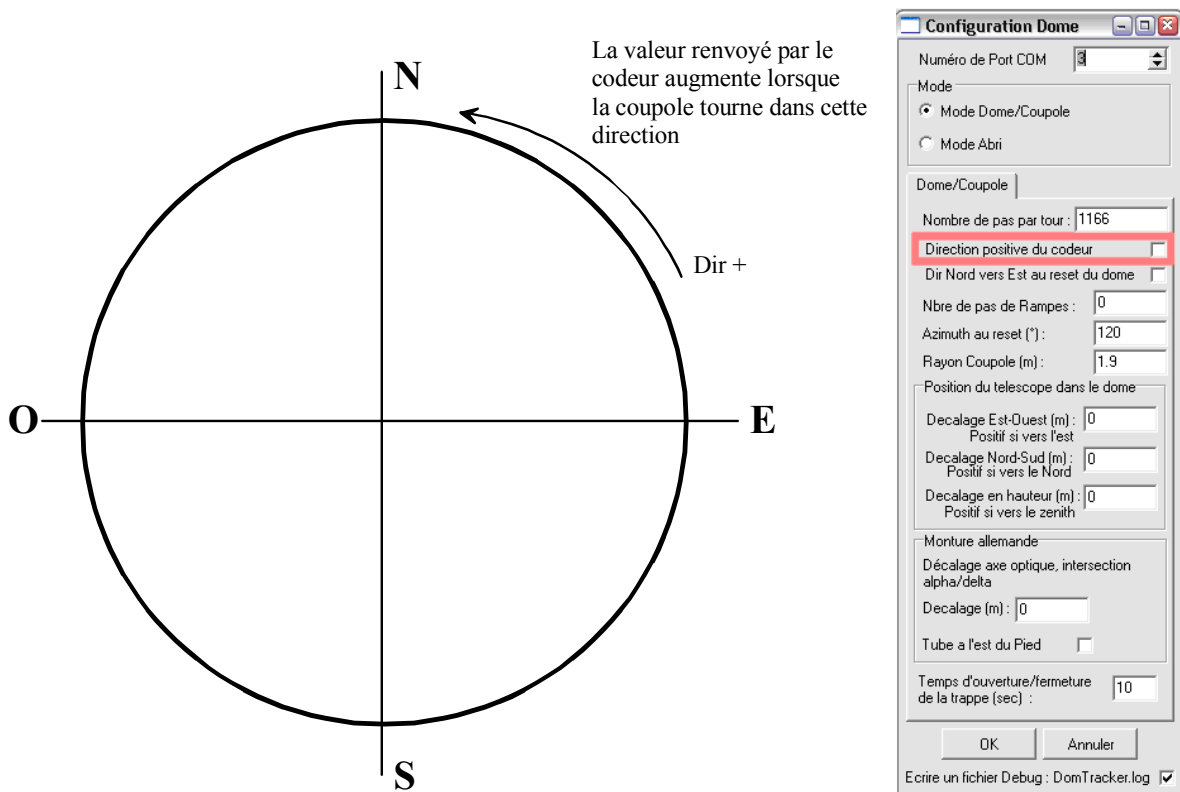 La valeur renvoyé par le
codeur augmente lorsque
la coupole tourne dans cette
direction
N
Dir +
O
E
S
Configuration Dome
Numéro de Port COM 3
Mode
Mode Dome/Coupole
Mode Abri
Dome/Coupole
Nombre de pas par tour : 1166
Direction positive du codeur
Dir Nord vers Est au reset du dome
Nbre de pas de Rampes : 0
Azimuth au reset (°) : 120
Rayon Coupole (m) : 1.9
Position du telescope dans le dome
Decalage Est-Ouest (m) : 0
Positif si vers l'est
Decalage Nord-Sud (m) : 0
Positif si vers le Nord
Decalage en hauteur (m) : 0
Positif si vers le zenith
Monture allemande
Décalage axe optique, intersection
alpha/delta
Decalage (m) : 0
Tube a l'est du Pied
Temps d'ouverture/fermeture
de la trappe (sec) : 10
OK
Annuler
Ecrire un fichier Debug : DomTracker.log